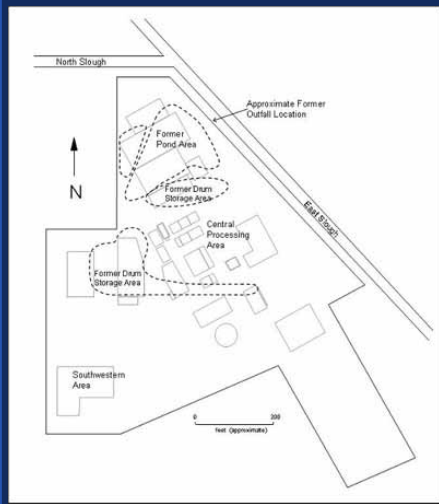 North Slough
Approximate Former
Outfall Location
Former
Pond Area
N
Former Drum
Storage Area
East Slough
Central
Processing
Area
Former Drum
Storage Area
Southwestern
Area
0 200
feet (approximate)